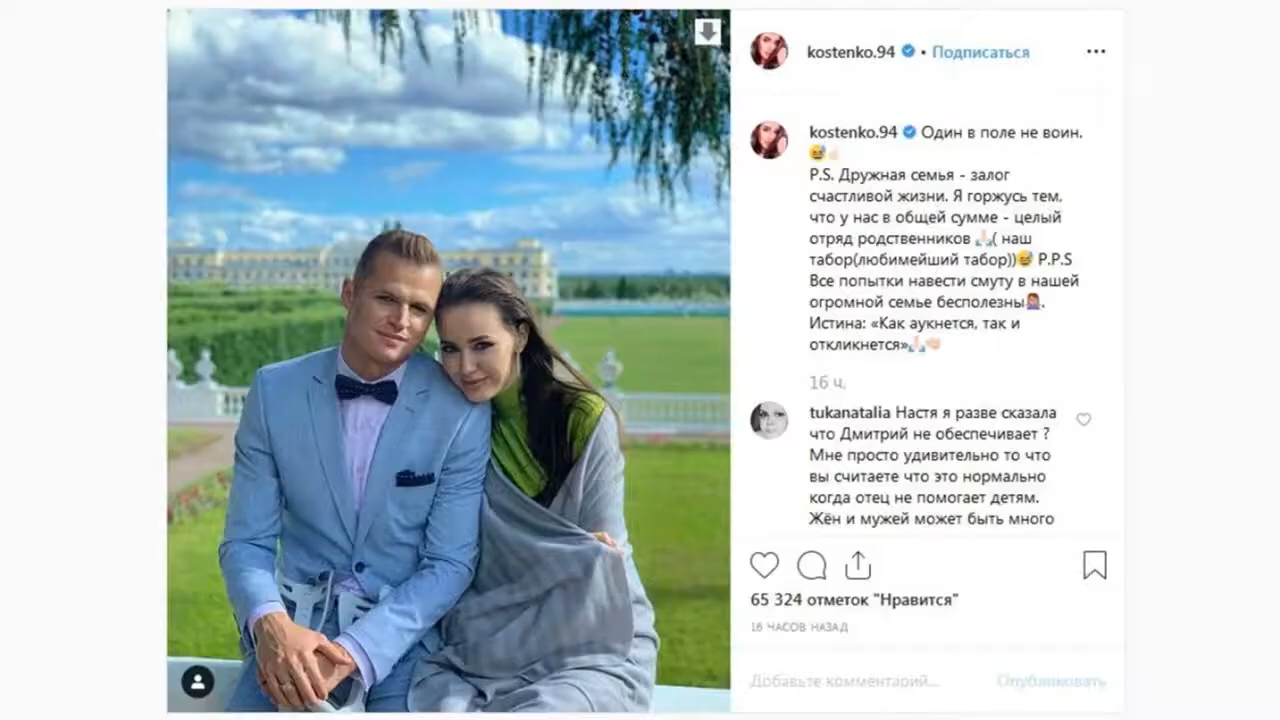 kostenko.94 • Подписаться
kostenko.94 Один в поле не воин.
P.S. Дружная семья - залог
счастливой жизни. Я горжусь тем,
что у нас в общей сумме - целый
отряд родственников ( наш
табор(любимейший табор)) P.P.S
Все попытки навести смуту в нашей
огромной семье бесполезны.
Истина: «Как аукнется, так и
откликнется»
16 ч.
tukanatalia Настя я разве сказала
что Дмитрий не обеспечивает ?
Мне просто удивительно то что
вы считаете что это нормально
когда отец не помогает детям.
Жён и мужей может быть много
65 324 отметок "Нравится"
16 ЧАСОВ НАЗАД
Добавьте комментарий...
Опубликовать